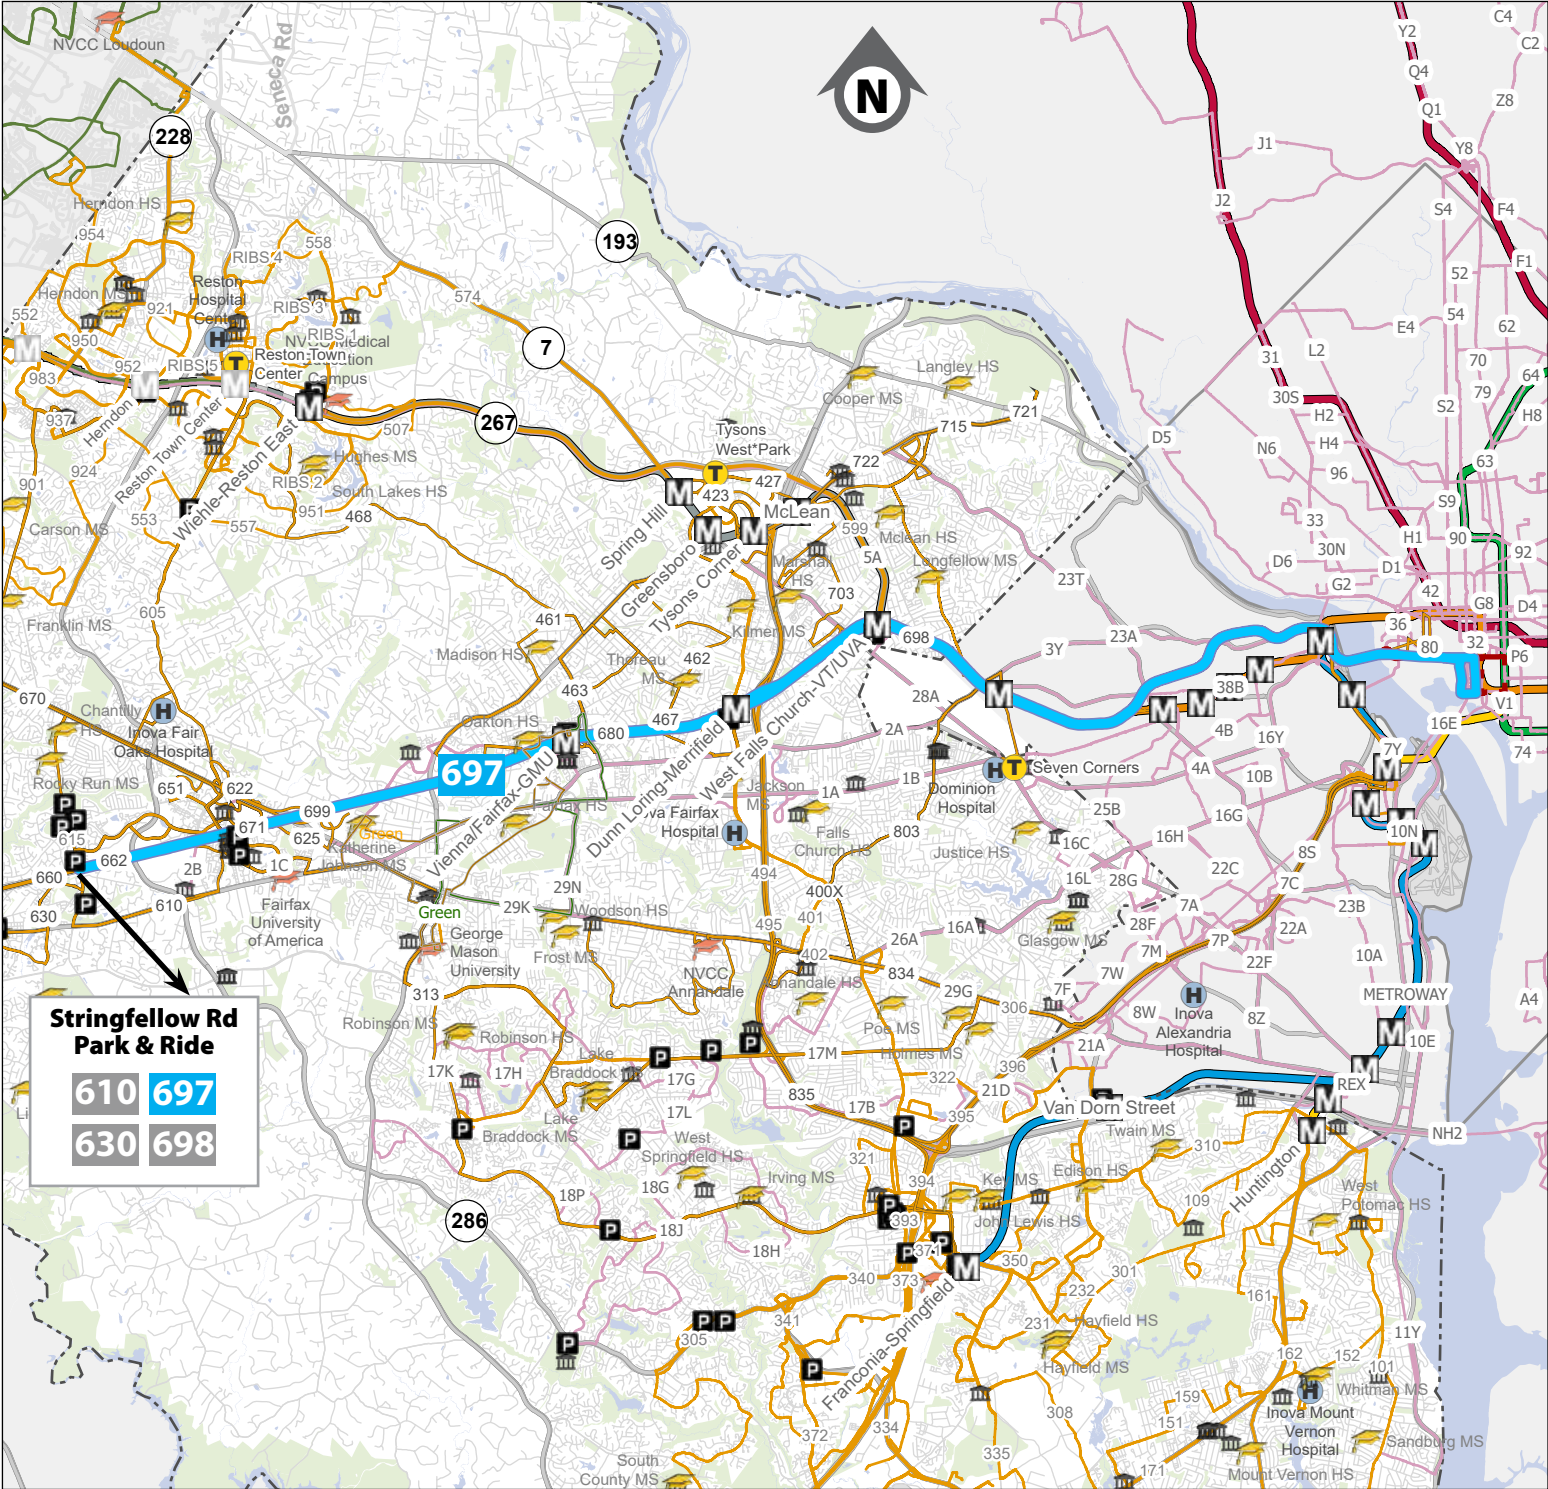 C4
Y2
C2
NVCC Loudoun
Seneca Rd
Q4
N
Q1
Z8
228
J1
Y8
Herndon HS
J2
S4
F4
954
558
193
RIBS 4
F1
Reston
Hospital
Center
52
Herndon MS
921
RIBS 3
574
552
54
E4
62
950
RIBS 1
7
31
L2
952
RIBS 5
Reston Town
Center
Campus
70
983
Langley HS
64
Cooper MS
30S
79
Herndon
Reston Town Center
267
721
S2
H8
937
507
Tysons
West*Park
715
H2
D5
H4
Wiehle-Reston East
Hughes MS
722
N6
924
96
63
901
RIBS 2
South Lakes HS
427
423
S9
951
McLean
553
557
468
33
Carson MS
Spring Hill
599
Mclean HS
H1
90
30N
92
5A
Longfellow MS
D6
D1
Greensboro
Tysons Corner
Marshall
HS
23T
G2
605
703
42
G8
D4
Franklin MS
461
Kilmer MS
698
23A
36
32
Madison HS
Thoreau
MS
462
3Y
80
P6
670
463
38B
28A
V1
Chantilly
HS
Oakton HS
467
16E
Inova Fair
Oaks Hospital
680
2A
4B
16Y
7Y
74
Dunn Loring-Merrifield
West Falls Church-VT/UVA
Seven Corners
4A
697
Vienna/Fairfax-GMU
10B
Rocky Run MS
651
622
1B
Dominion
Hospital
Jackson
MS
1A
699
Fairfax HS
25B
16G
671
Falls
Church HS
803
10N
615
625
Green
16H
Katherine
Johnson MS
Justice HS
16C
662
8S
2B
1C
22C
660
494
16L
28G
7C
29N
400X
610
Fairfax
University
of America
29K
Woodson HS
7A
23B
630
Green
401
495
16A
28F
22A
George
Mason
University
26A
Glasgow MS
7P
Frost MS
402
7M
10A
22F
NVCC
Annandale
834
7W
313
29G
7F
METROWAY
A4
306
Inova
Alexandria
Hospital
Robinson MS
8W
8Z
Robinson HS
Poe MS
10E
Lake
Braddock HS
17M
Holmes MS
21A
17K
17H
17G
396
322
21D
REX
835
17L
17B
Van Dorn Street
Lake
Braddock MS
395
NH2
Twain MS
West
Springfield HS
310
321
Huntington
Edison HS
394
Irving MS
Key MS
West
Potomac HS
18P
18G
109
393
John Lewis HS
286
18J
18H
371
350
340
373
301
232
161
Franconia-Springfield
341
231
Hayfield HS
305
11Y
Hayfield MS
162
152
101
Whitman MS
159
308
Inova Mount
Vernon
Hospital
151
334
372
335
Sandburg MS
South
County MS
171
Mount Vernon HS
Stringfellow Rd
Park & Ride
610 697
630 698